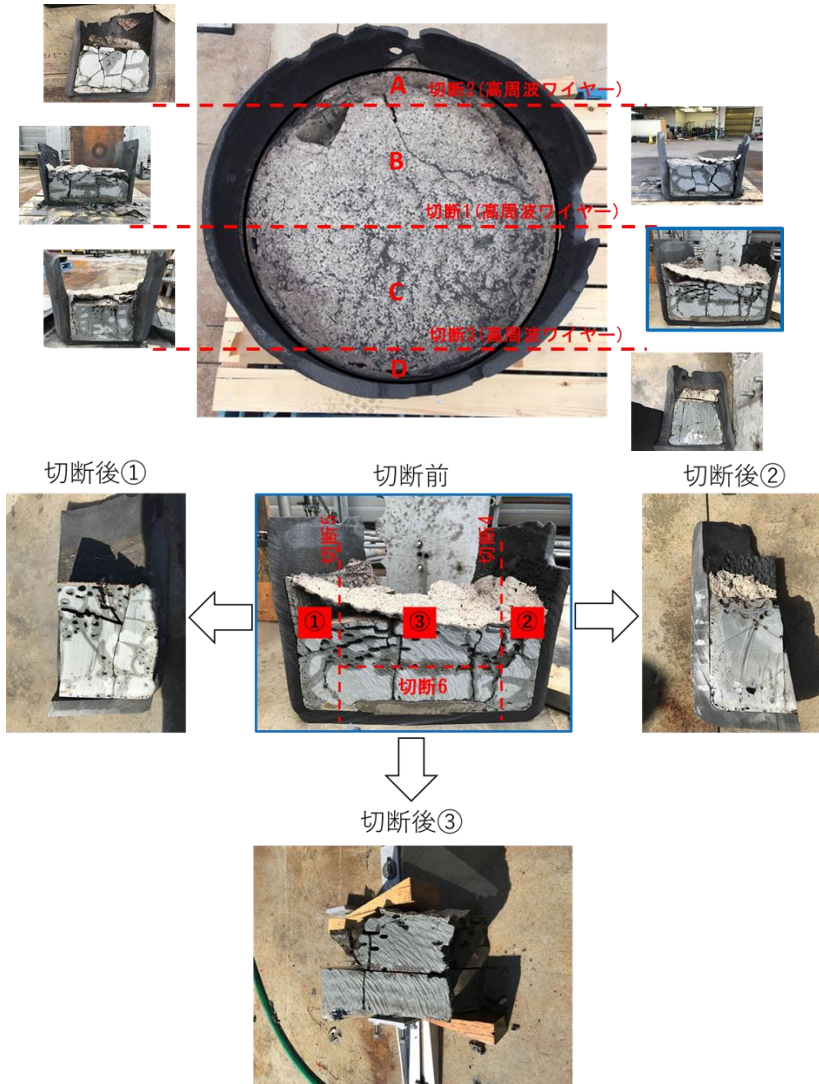 A
切断2(高周波ワイヤー)
B
切断1(高周波ワイヤー)
C
切断3(高周波ワイヤー)
D
切断後①
切断前
切断後②
切断5
切断4
①
③
②
切断6
切断後③